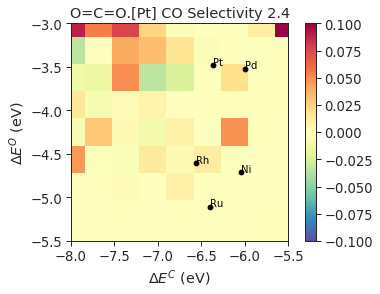 O=C=O.[Pt] CO Selectivity 2.4
ΔE^O (eV)
-3.0
-3.5
-4.0
-4.5
-5.0
-5.5
Pt
Pd
Rh
Ni
Ru
-8.0 -7.5 -7.0 -6.5 -6.0 -5.5
ΔE^C (eV)
0.100
0.075
0.050
0.025
0.000
-0.025
-0.050
-0.075
-0.100